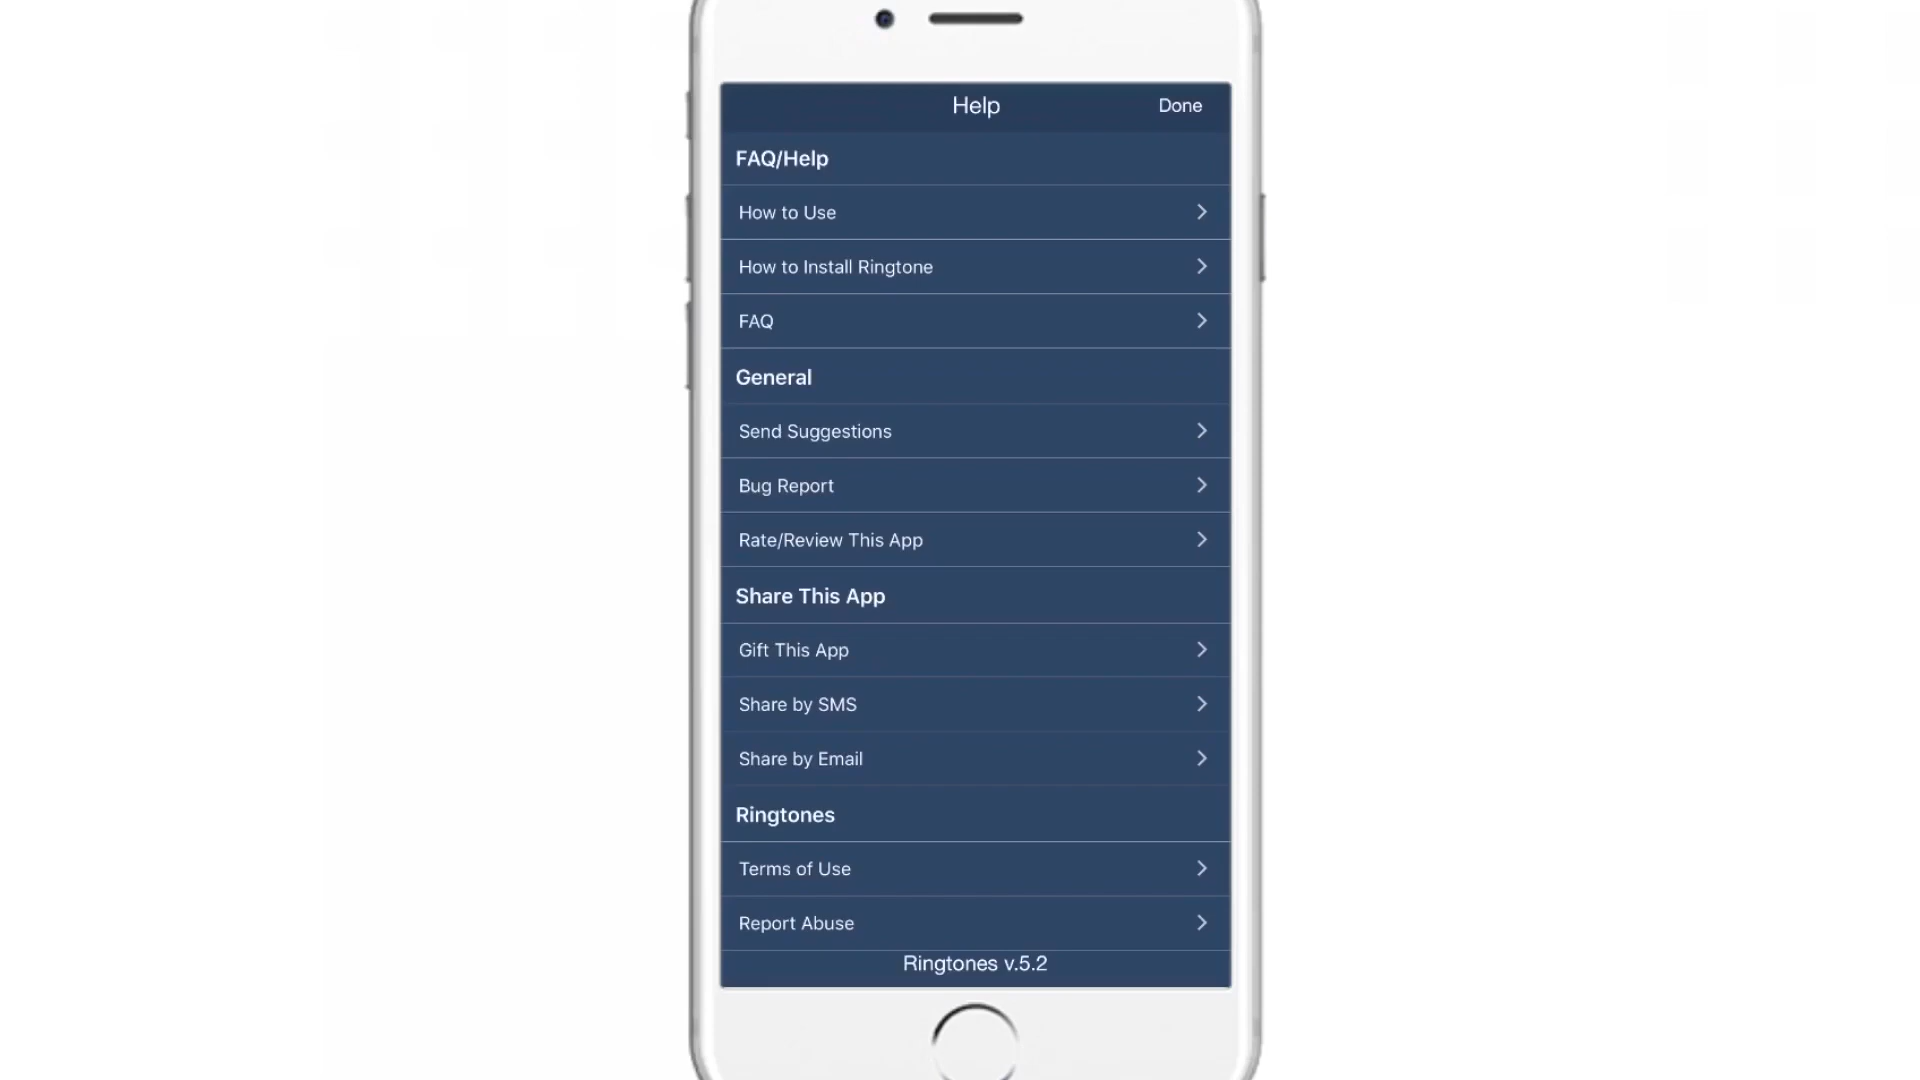 Help
Done
FAQ/Help
How to Use
How to Install Ringtone
FAQ
General
Send Suggestions
Bug Report
Rate/Review This App
Share This App
Gift This App
Share by SMS
Share by Email
Ringtones
Terms of Use
Report Abuse
Ringtones v.5.2